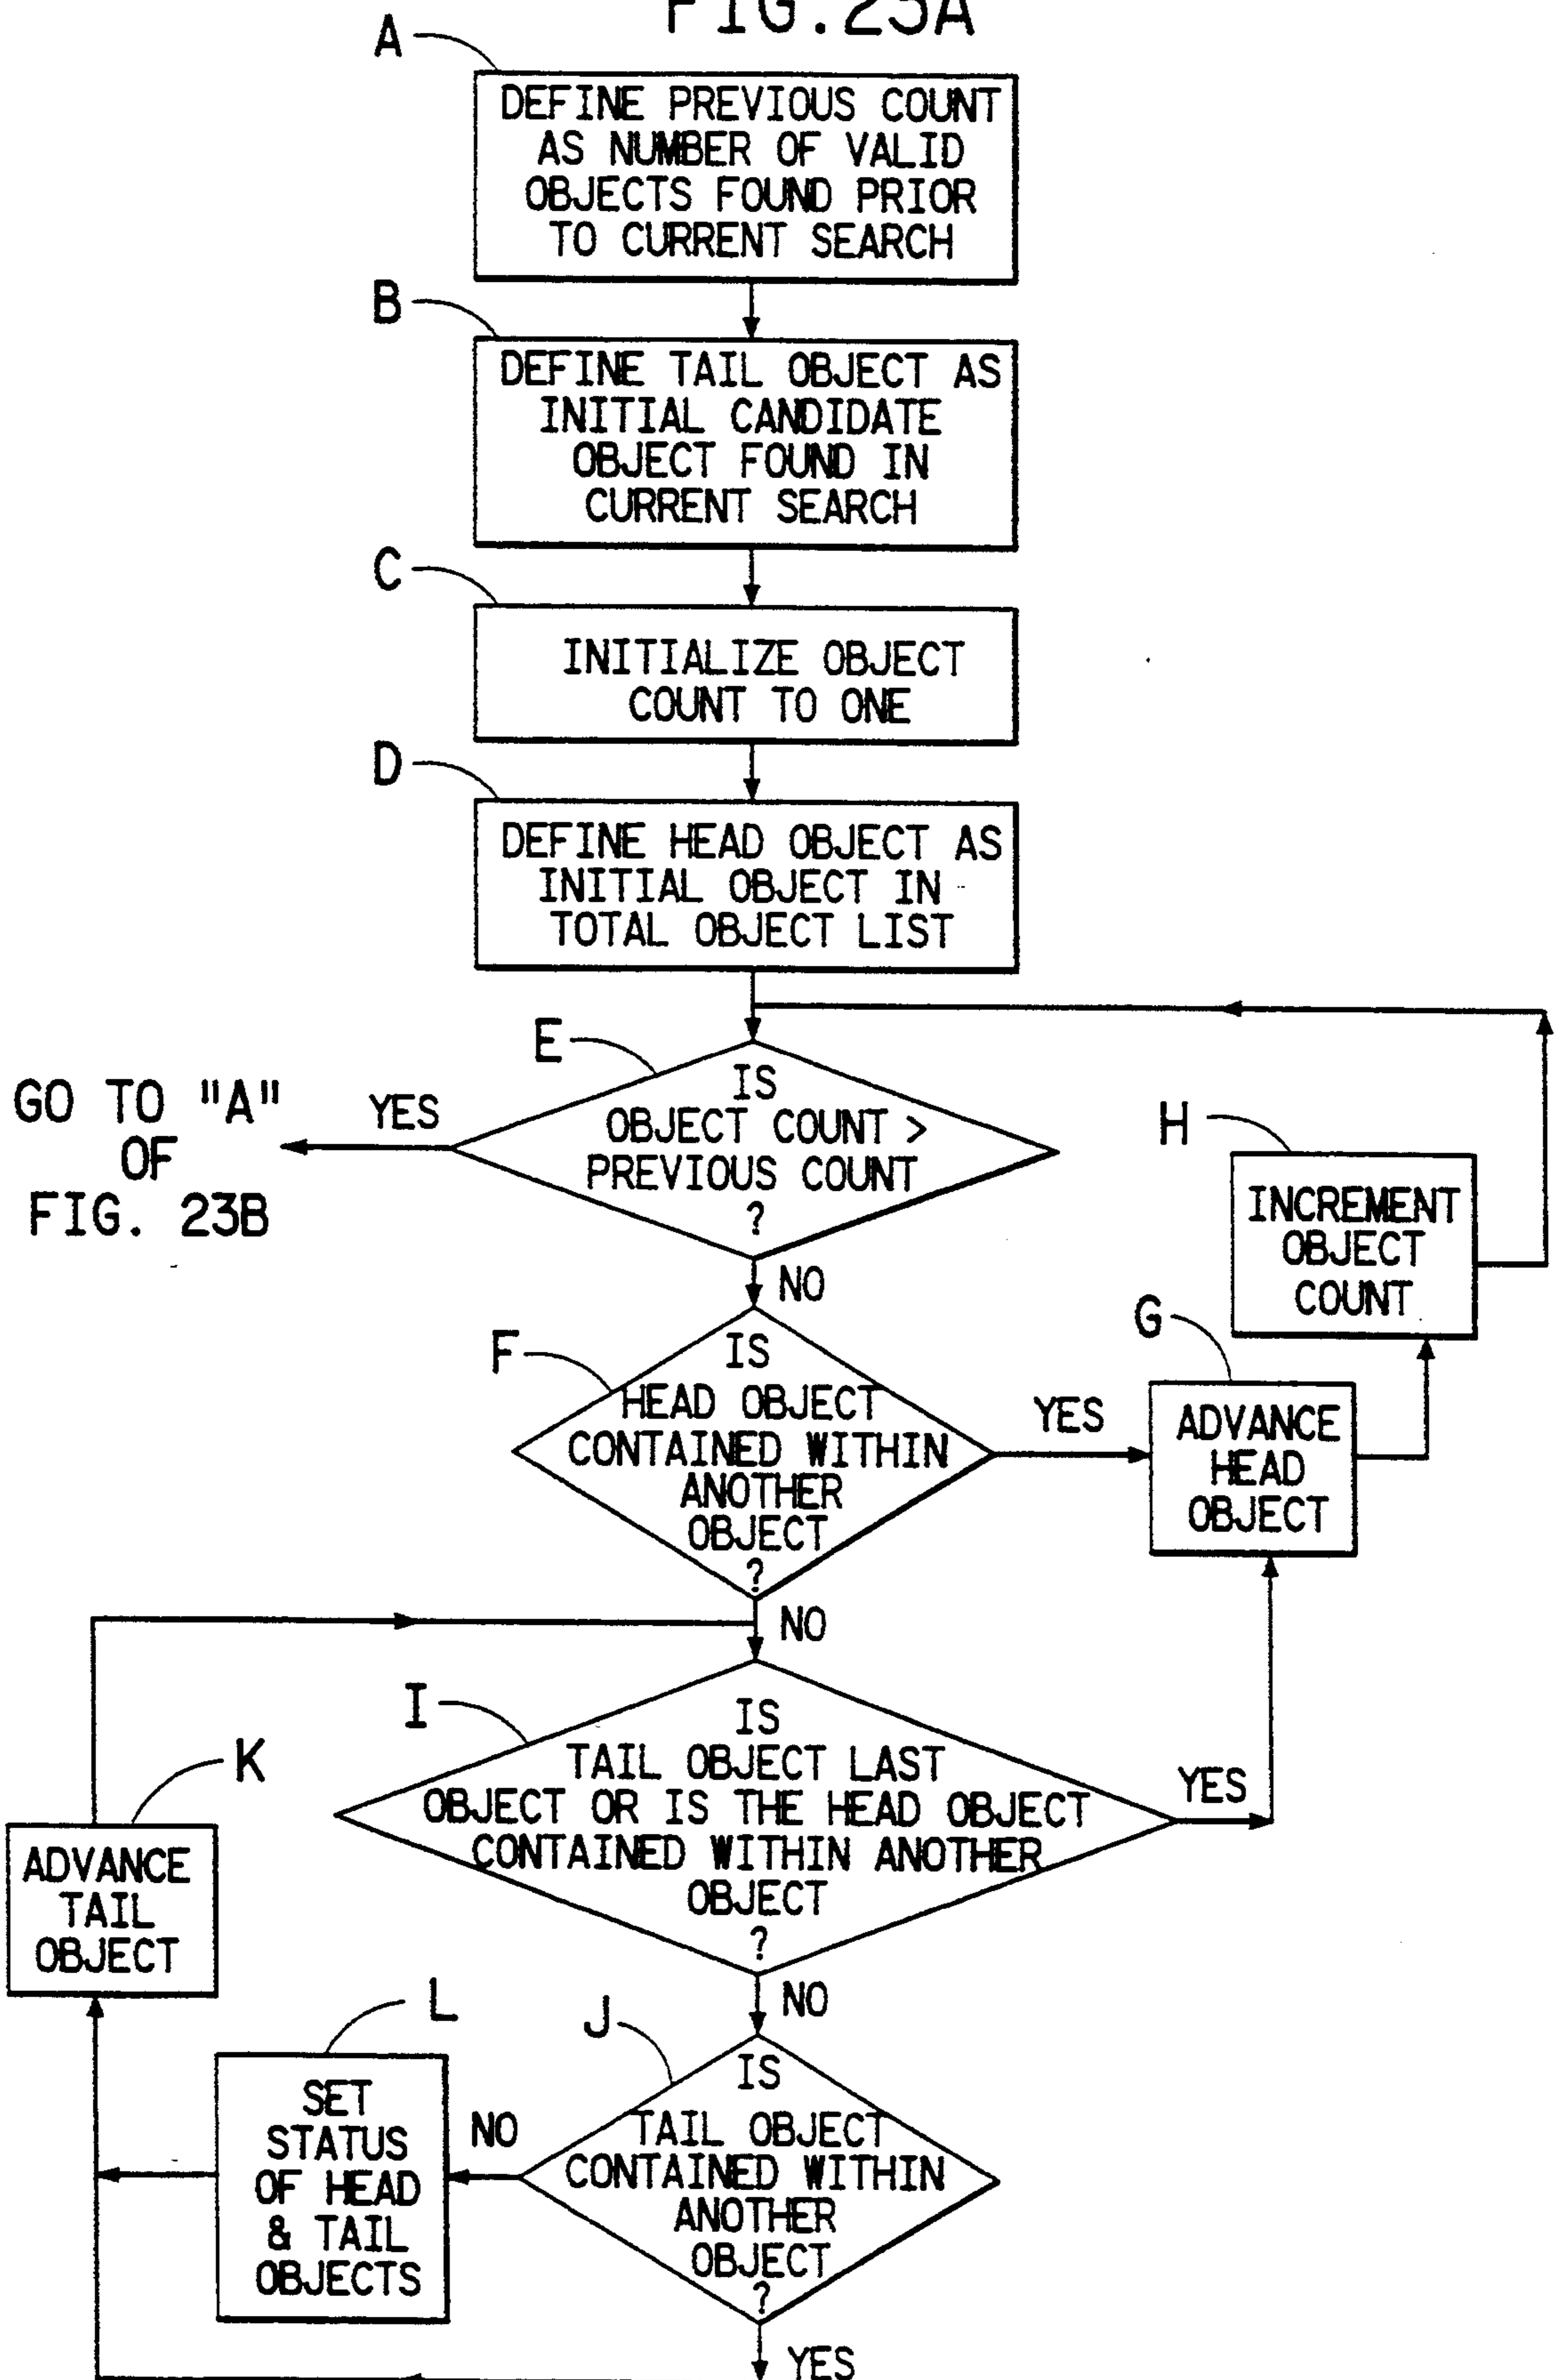 FIG.23A
A
DEFINE PREVIOUS COUNT
AS NUMBER OF VALID
OBJECTS FOUND PRIOR
TO CURRENT SEARCH
B
DEFINE TAIL OBJECT AS
INITIAL CANDIDATE
OBJECT FOUND IN
CURRENT SEARCH
C
INITIALIZE OBJECT
COUNT TO ONE
D
DEFINE HEAD OBJECT AS
INITIAL OBJECT IN
TOTAL OBJECT LIST
E
IS
OBJECT COUNT >
PREVIOUS COUNT
?
YES
GO TO "A"
OF
FIG. 23B
NO
H
INCREMENT
OBJECT
COUNT
F
IS
HEAD OBJECT
CONTAINED WITHIN
ANOTHER
OBJECT
?
YES
G
ADVANCE
HEAD
OBJECT
NO
I
IS
TAIL OBJECT LAST
OBJECT OR IS THE HEAD OBJECT
CONTAINED WITHIN ANOTHER
OBJECT
?
YES
K
ADVANCE
TAIL
OBJECT
NO
J
IS
TAIL OBJECT
CONTAINED WITHIN
ANOTHER
OBJECT
?
NO
L
SET
STATUS
OF HEAD
& TAIL
OBJECTS
YES